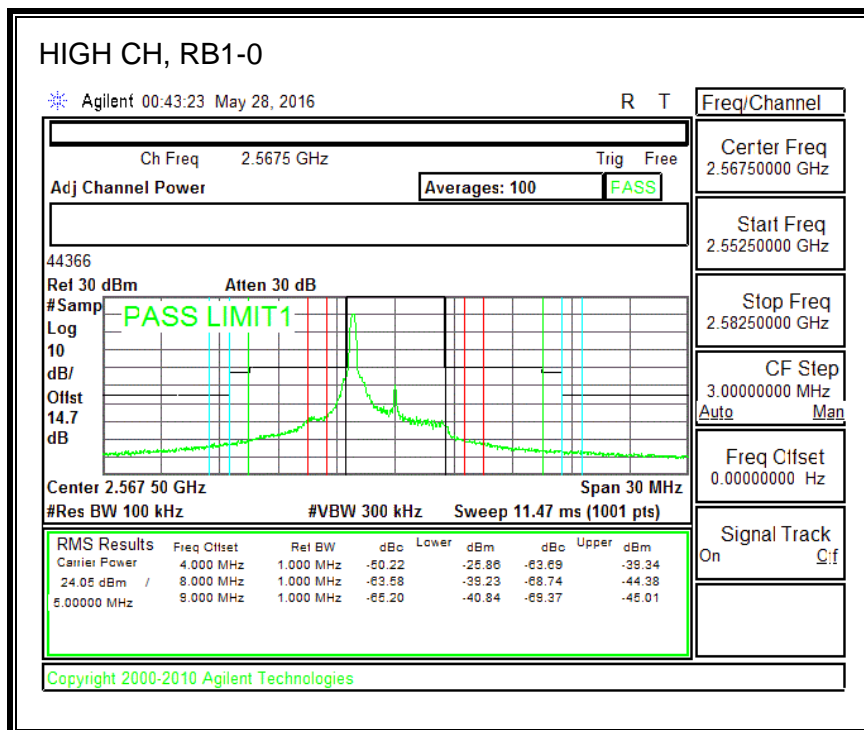 HIGH CH, RB1-0
Agilent 00:43:23 May 28, 2016 R T
Ch Freq 2.5675 GHz Trig Free
Adj Channel Power Averages: 100 PASS
44366
Ref 30 dBm Atten 30 dB
#Samp
Log
10
dB/
Offst
14.7
dB
PASS LIMIT1
Center 2.567 50 GHz Span 30 MHz
#Res BW 100 kHz #VBW 300 kHz Sweep 11.47 ms (1001 pts)
RMS Results Freq Offset Ref BW dBc Lower dBm dBc Upper dBm
Carrier Power 4.000 MHz 1.000 MHz -50.22 -25.86 -63.69 -39.34
24.05 dBm / 8.000 MHz 1.000 MHz -63.58 -39.23 -68.74 -44.38
5.00000 MHz 9.000 MHz 1.000 MHz -65.20 -40.84 -69.37 -45.01
Copyright 2000-2010 Agilent Technologies
Freq/Channel
Center Freq
2.56750000 GHz
Start Freq
2.55250000 GHz
Stop Freq
2.58250000 GHz
CF Step
3.00000000 MHz
Auto Man
Freq Offset
0.00000000 Hz
Signal Track
On Off